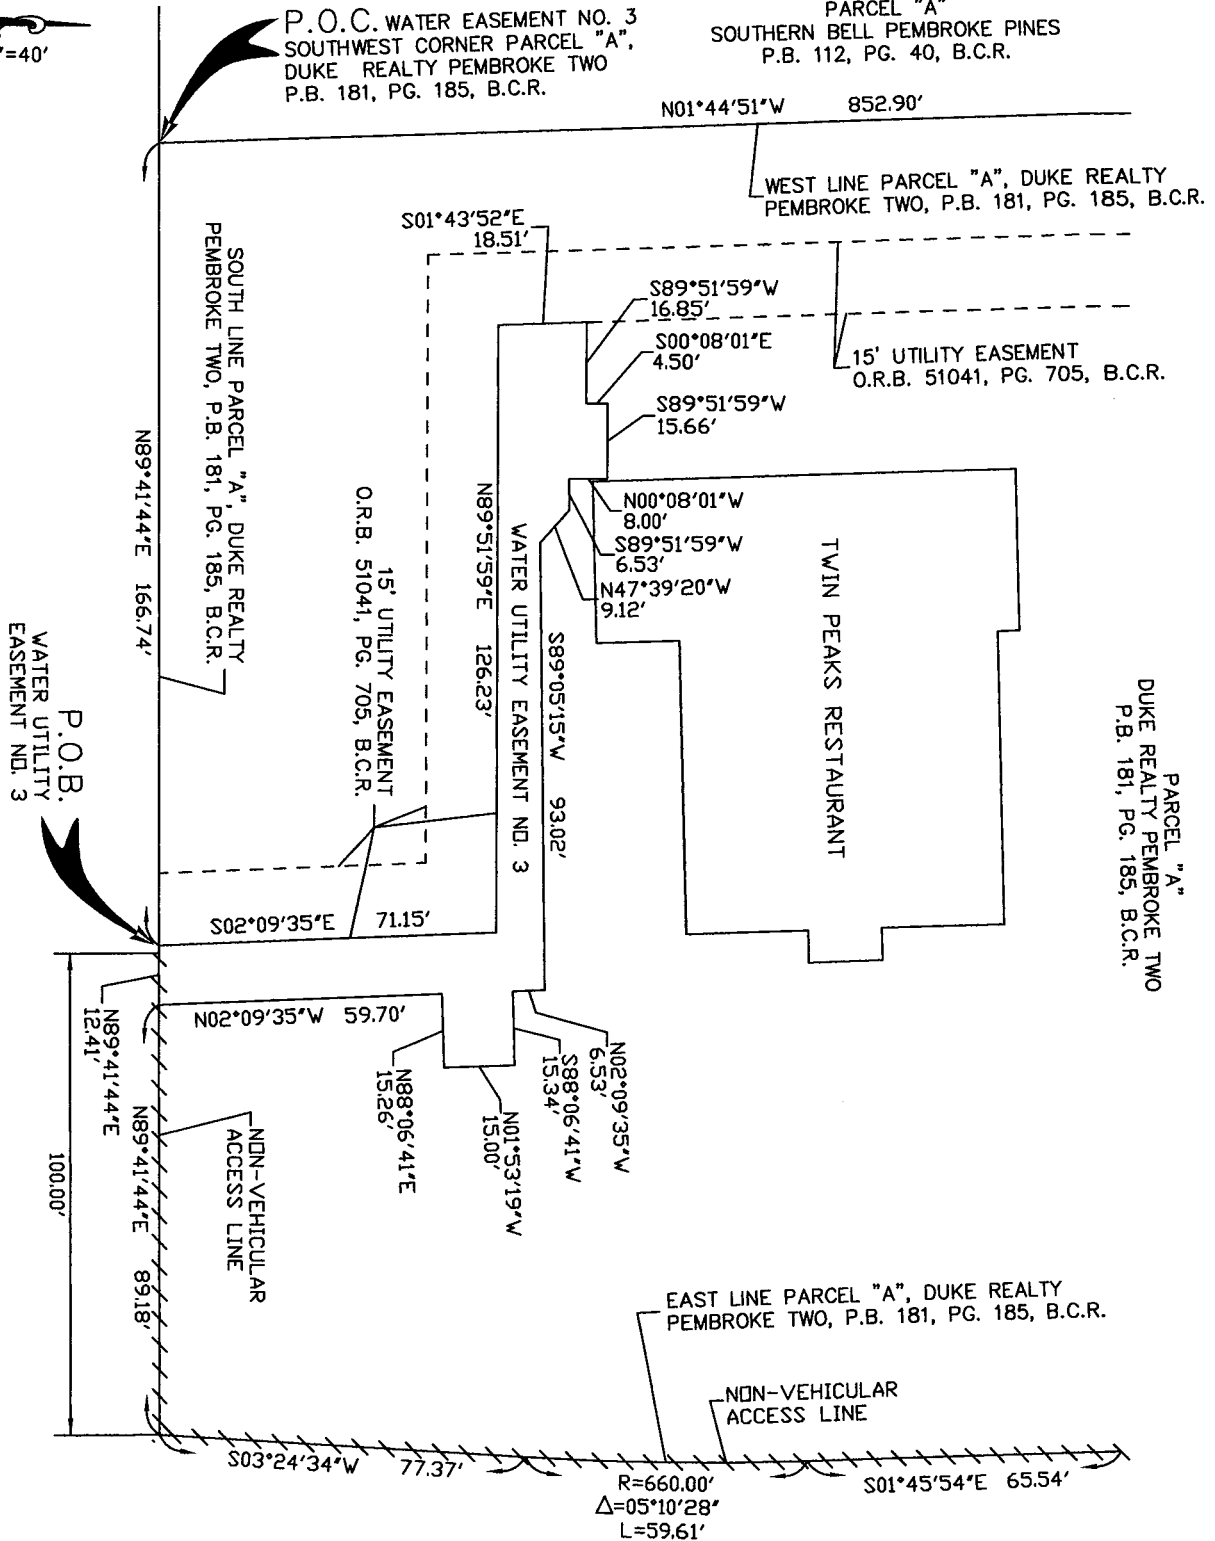 P.O.C. WATER EASEMENT NO. 3
SOUTHWEST CORNER PARCEL "A",
DUKE REALTY PEMBROKE TWO
P.B. 181, PG. 185, B.C.R.
PARCEL "A"
SOUTHERN BELL PEMBROKE PINES
P.B. 112, PG. 40, B.C.R.
'=40'
N01°44'51"W 852.90'
WEST LINE PARCEL "A", DUKE REALTY
PEMBROKE TWO, P.B. 181, PG. 185, B.C.R.
S01°43'52"E
18.51'
S89°51'59"W
16.85'
S00°08'01"E
4.50'
15' UTILITY EASEMENT
O.R.B. 51041, PG. 705, B.C.R.
S89°51'59"W
15.66'
N00°08'01"W
8.00'
S89°51'59"W
6.53'
N47°39'20"W
9.12'
SOUTH LINE PARCEL "A", DUKE REALTY
PEMBROKE TWO, P.B. 181, PG. 185, B.C.R.
N89°41'44"E 166.74'
15' UTILITY EASEMENT
O.R.B. 51041, PG. 705, B.C.R.
WATER UTILITY EASEMENT NO. 3
N89°51'59"E 126.23'
S89°05'15"W 93.02'
TWIN PEAKS RESTAURANT
PARCEL "A"
DUKE REALTY PEMBROKE TWO
P.B. 181, PG. 185, B.C.R.
P.O.B.
WATER UTILITY
EASEMENT NO. 3
S02°09'35"E 71.15'
N02°09'35"W 59.70'
N89°41'44"E
12.41'
N88°06'41"E
15.26'
N01°53'19"W
15.00'
S88°06'41"W
15.34'
N02°09'35"W
6.53'
NON-VEHICULAR
ACCESS LINE
N89°41'44"E 89.18'
100.00'
EAST LINE PARCEL "A", DUKE REALTY
PEMBROKE TWO, P.B. 181, PG. 185, B.C.R.
NON-VEHICULAR
ACCESS LINE
S03°24'34"W 77.37'
R=660.00'
Δ=05°10'28"
L=59.61'
S01°45'54"E 65.54'